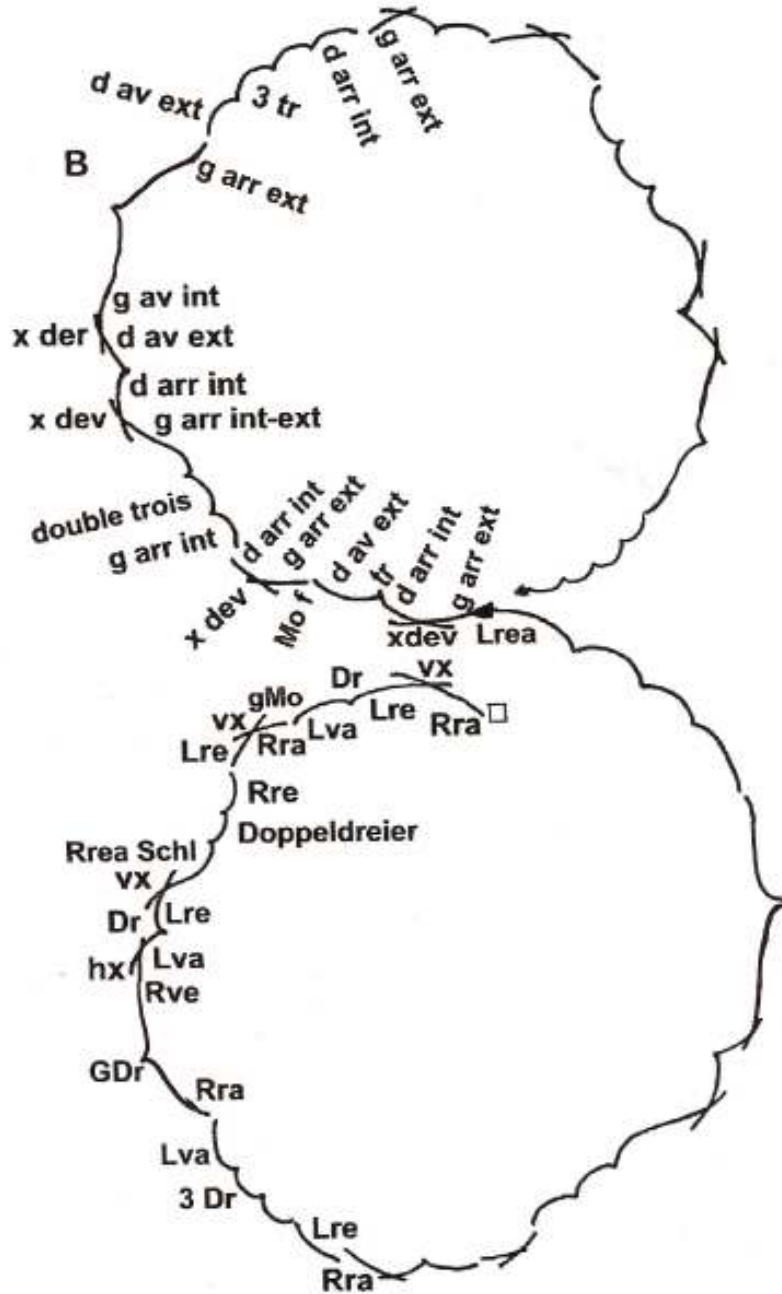 g arr ext
d arr int
3 tr
d av ext
B
g arr ext
g av int
x der
d av ext
d arr int
x dev
g arr int-ext
double trois
g arr int
d arr int
g arr ext
x dev
Mo f
d av ext
tr
d arr int
g arr ext
xdev
Lrea
Dr
vx
gMo
vx
Lva
Lre
Rra
Lre
Rra
Rre
Doppeldreier
Rrea Schl
vx
Dr
Lre
hx
Lva
Rve
GDr
Rra
Lva
3 Dr
Lre
Rra